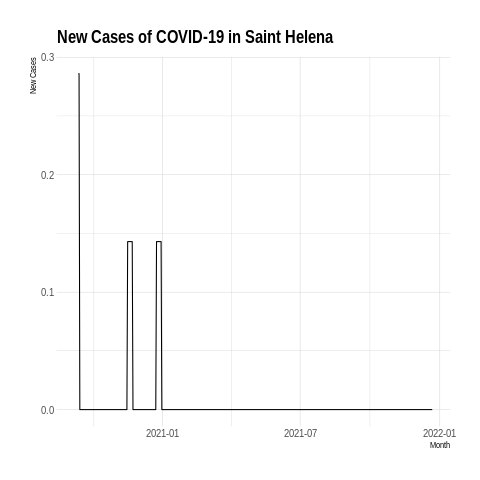 New Cases of COVID-19 in Saint Helena
New Cases
0.3
0.2
0.1
0.0
2021-01
2021-07
2022-01
Month